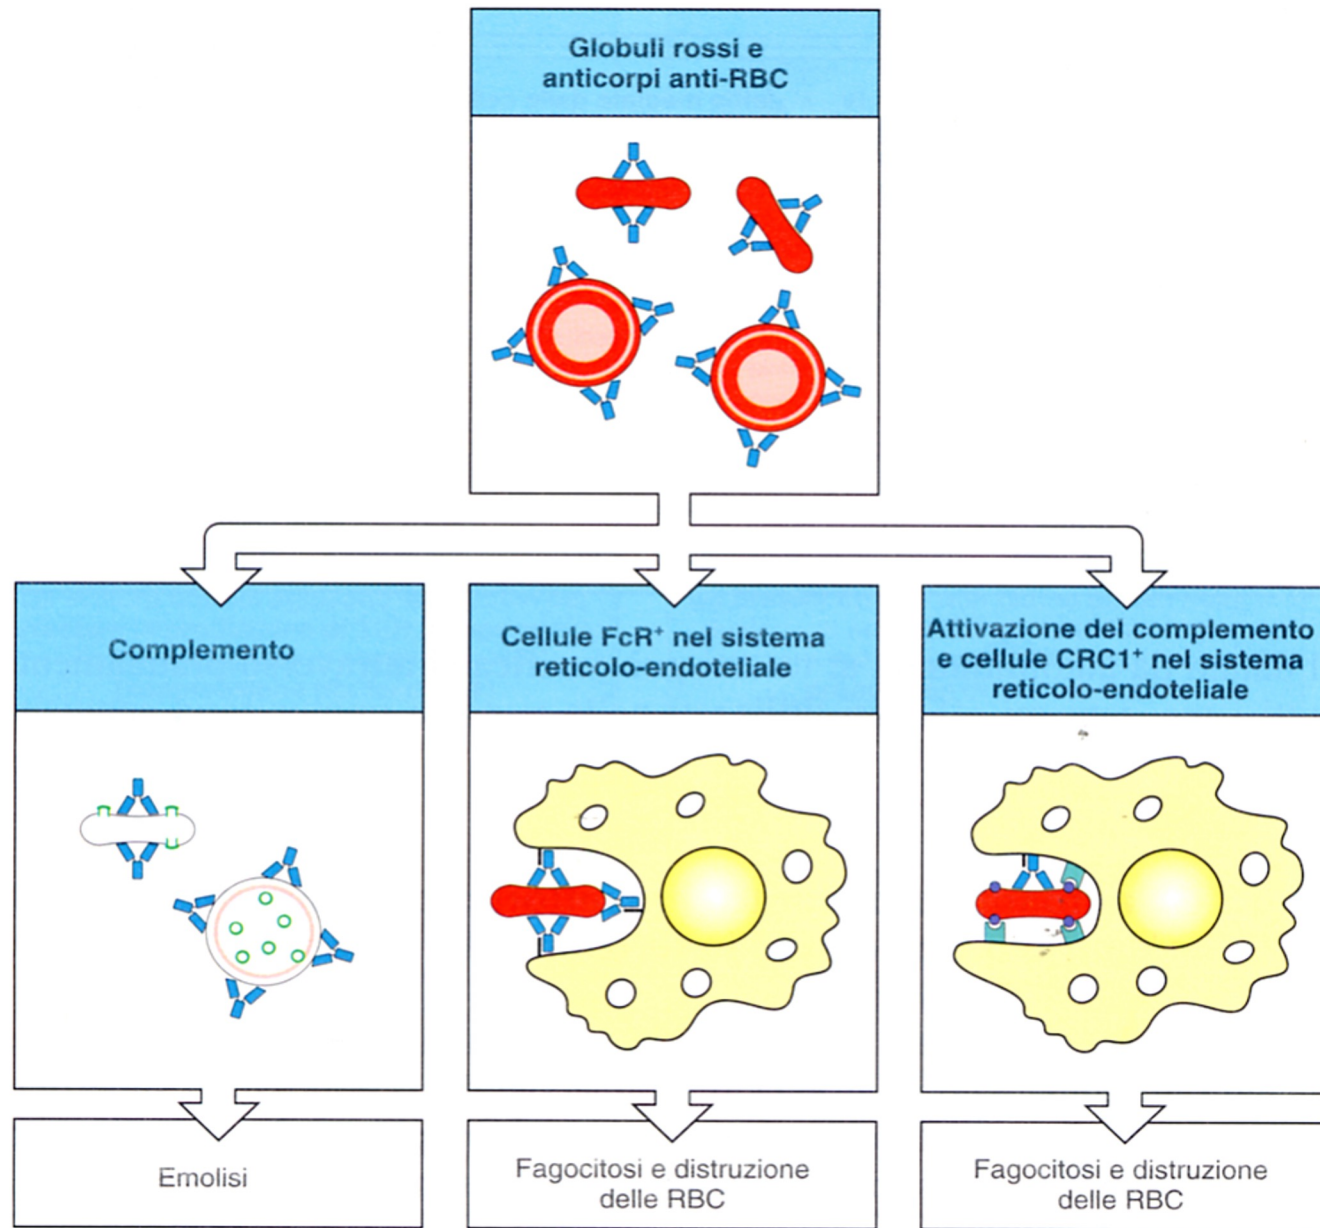 Globuli rossi e
anticorpi anti-RBC
Complemento
Cellule FcR⁺ nel sistema
reticolo-endoteliale
Attivazione del complemento
e cellule CRC1⁺ nel sistema
reticolo-endoteliale
Emolisi
Fagocitosi e distruzione
delle RBC
Fagocitosi e distruzione
delle RBC